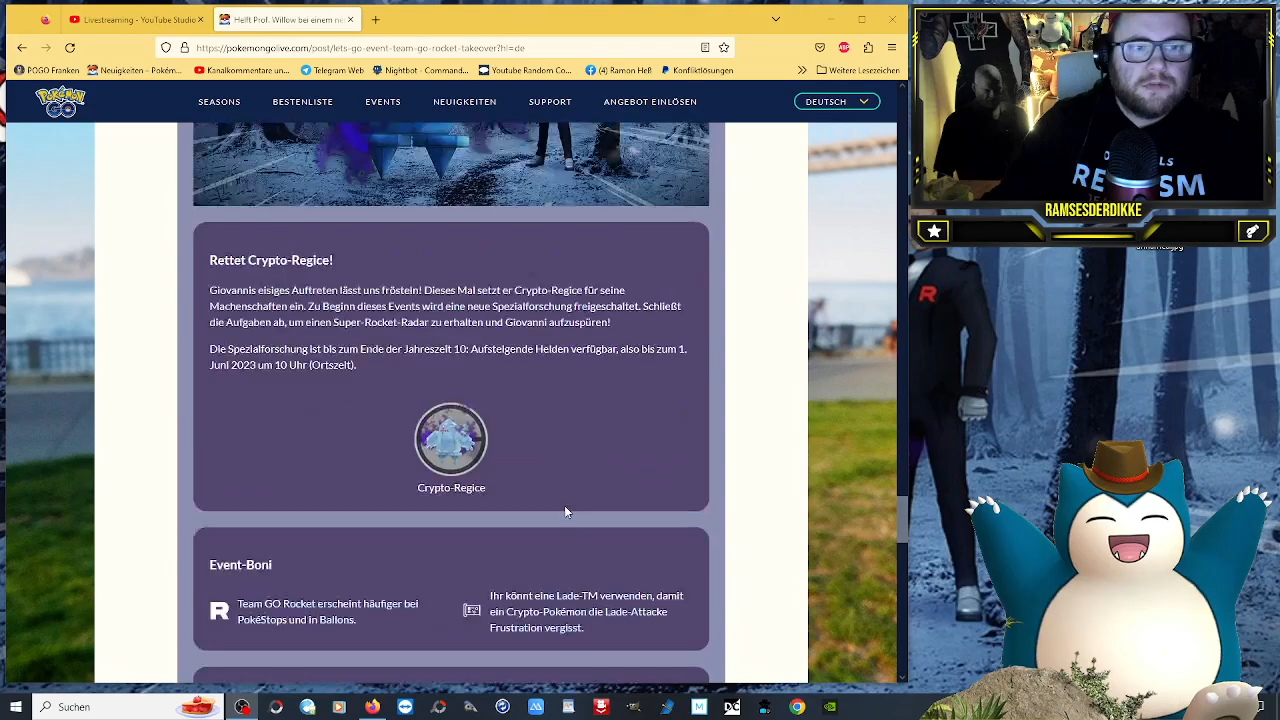 Livestreaming - YouTube Studio
Helft Prof. Willow bei einem ne
https://pokemongolive.com/post/lets-go-event-team-go-rocket-takeover?hl=de
POGO Franken
Neuigkeiten – Pokém...
Kanalkommentare un...
Telegram Web
Nightbot - Command...
Youtube Random Co...
(4) Ramon Heß
Konfliktlösungen
Weitere Lesezeichen
ABP
Pokémon GO
SEASONS
BESTENLISTE
EVENTS
NEUIGKEITEN
SUPPORT
ANGEBOT EINLÖSEN
DEUTSCH
RAMSESDERDIKKE
Rettet Crypto-Regice!
Giovannis eisiges Auftreten lässt uns frösteln! Dieses Mal setzt er Crypto-Regice für seine
Machenschaften ein. Zu Beginn dieses Events wird eine neue Spezialforschung freigeschaltet. Schließt
die Aufgaben ab, um einen Super-Rocket-Radar zu erhalten und Giovanni aufzuspüren!
Die Spezialforschung ist bis zum Ende der Jahreszeit 10: Aufsteigende Helden verfügbar, also bis zum 1.
Juni 2023 um 10 Uhr (Ortszeit).
Crypto-Regice
Event-Boni
R
Team GO Rocket erscheint häufiger bei
PokéStops und in Ballons.
Ihr könnt eine Lade-TM verwenden, damit
ein Crypto-Pokémon die Lade-Attacke
Frustration vergisst.
R
Suchen